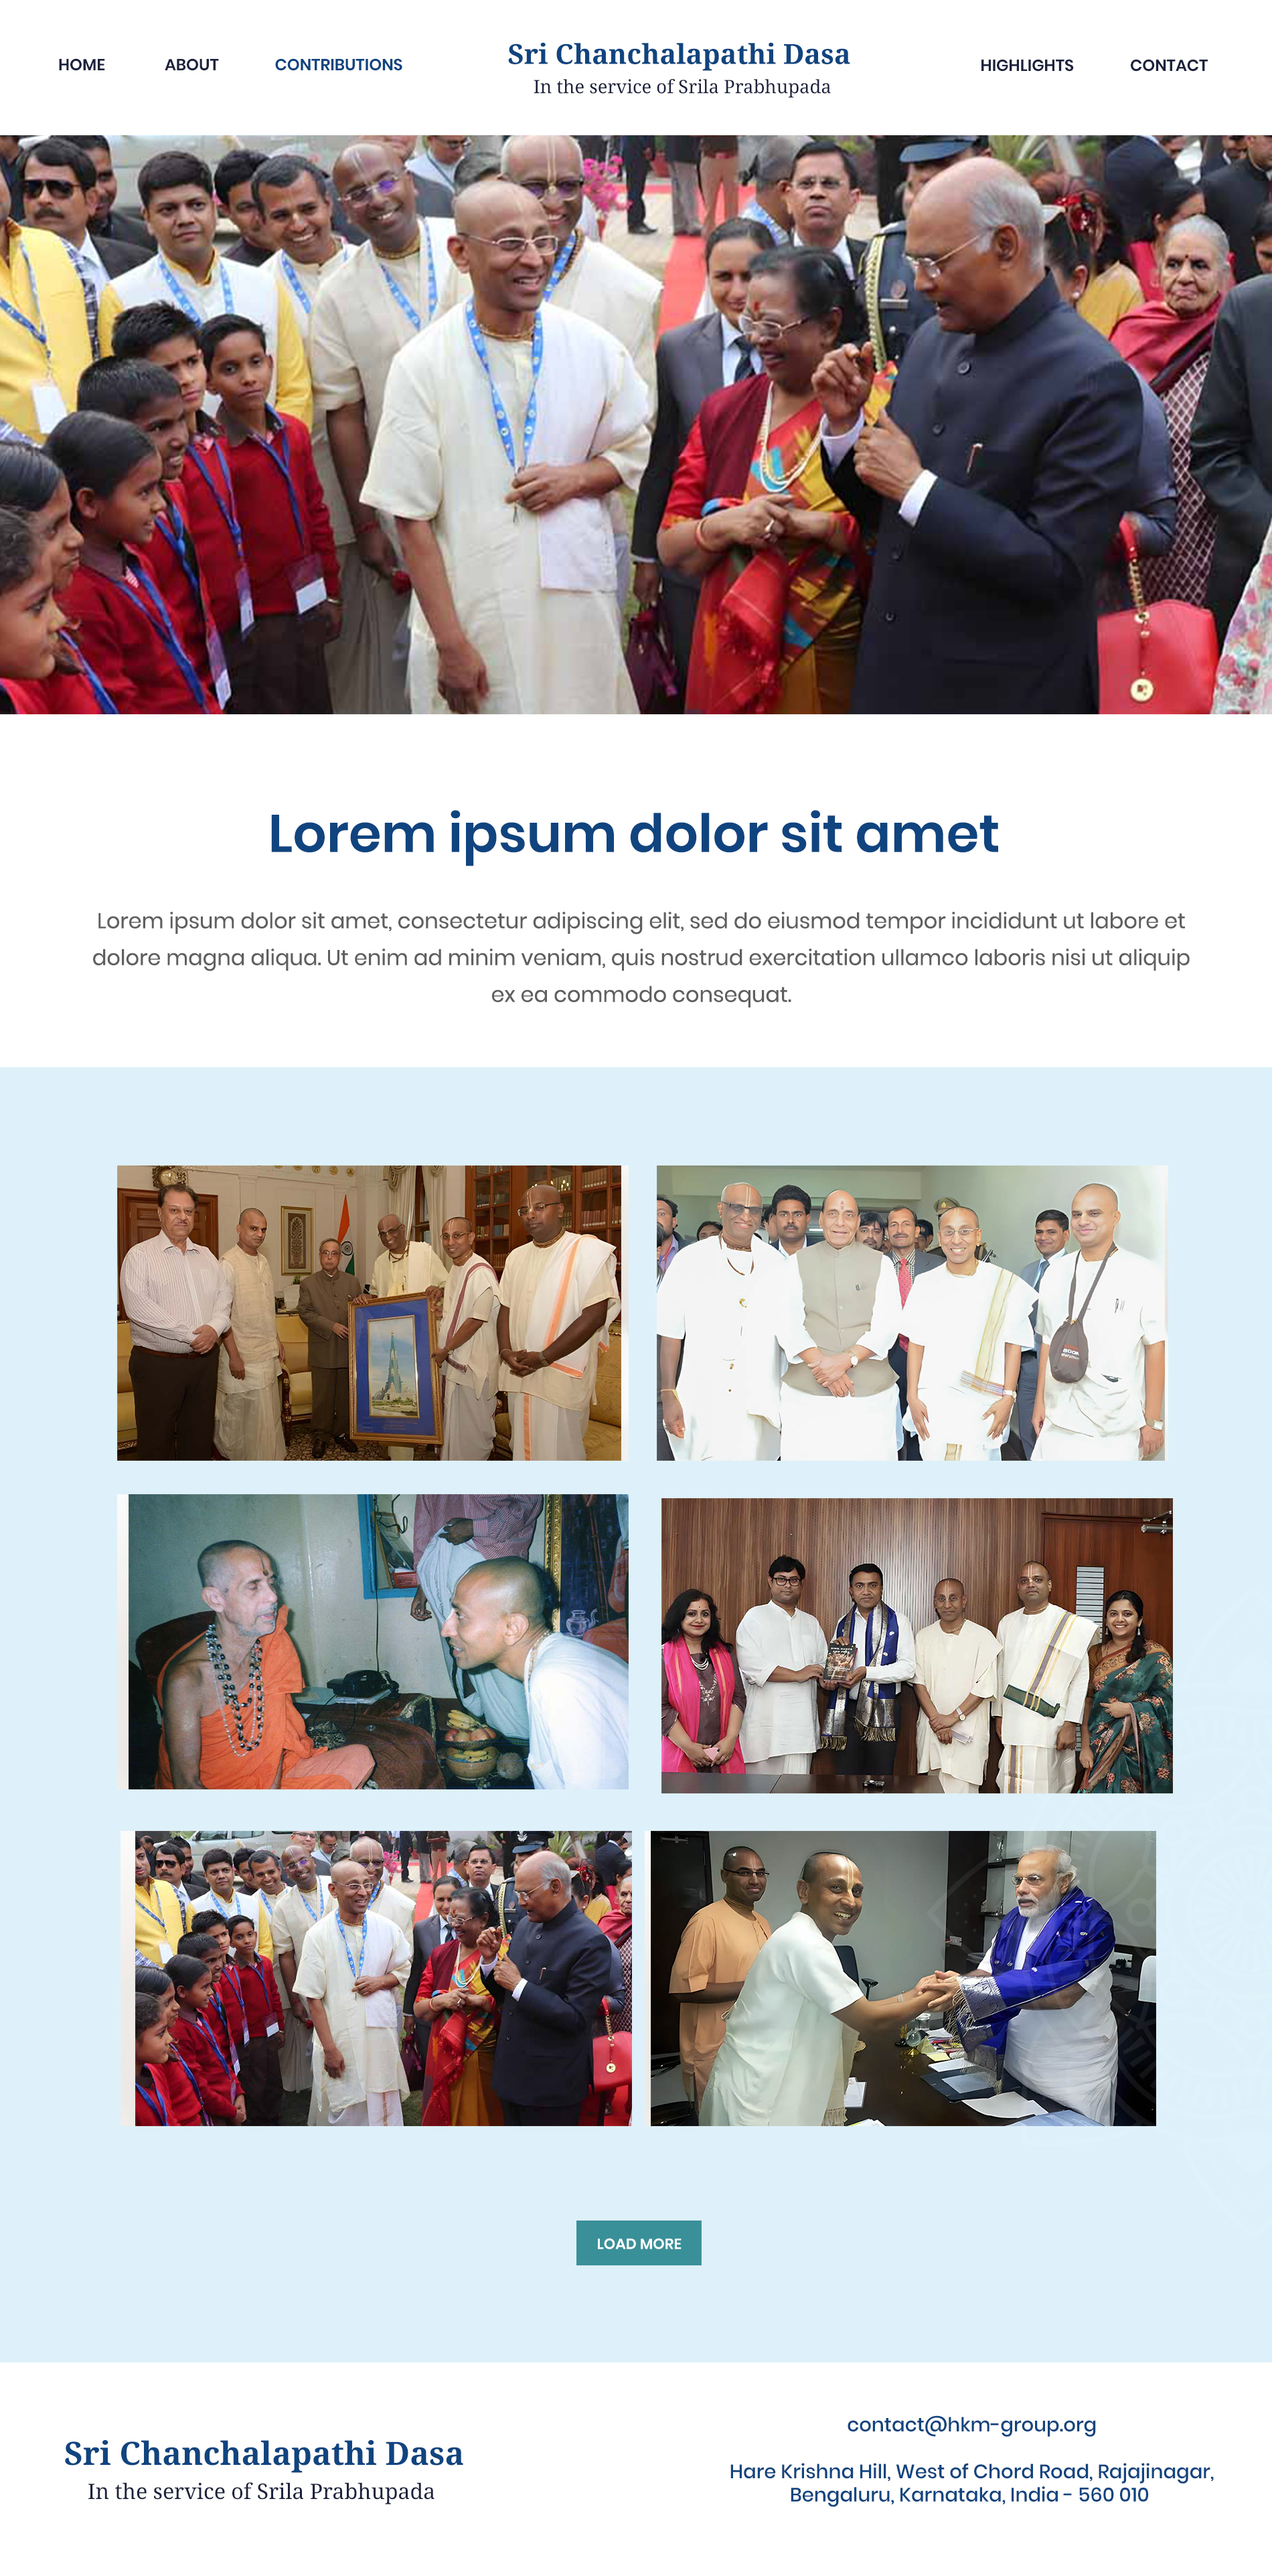 HOME
ABOUT
CONTRIBUTIONS
Sri Chanchalapathi Dasa
In the service of Srila Prabhupada
HIGHLIGHTS
CONTACT
Lorem ipsum dolor sit amet
Lorem ipsum dolor sit amet, consectetur adipiscing elit, sed do eiusmod tempor incididunt ut labore et
dolore magna aliqua. Ut enim ad minim veniam, quis nostrud exercitation ullamco laboris nisi ut aliquip
ex ea commodo consequat.
LOAD MORE
Sri Chanchalapathi Dasa
In the service of Srila Prabhupada
contact@hkm-group.org
Hare Krishna Hill, West of Chord Road, Rajajinagar,
Bengaluru, Karnataka, India - 560 010